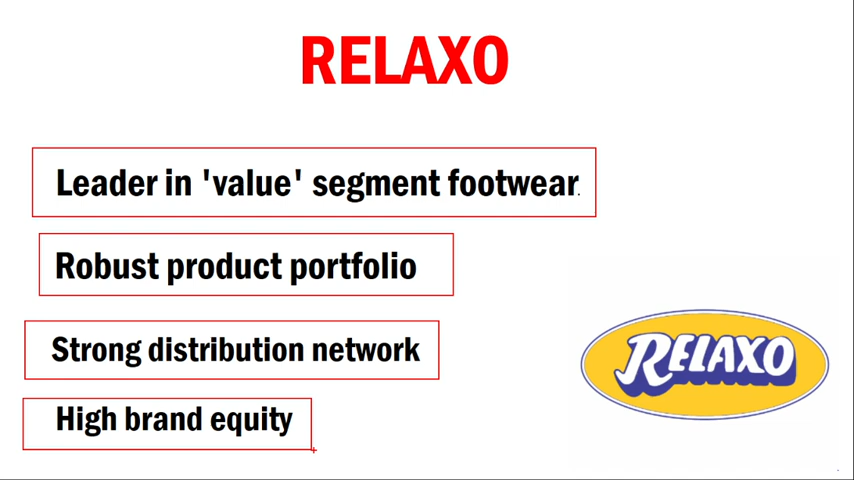 RELAXO
Leader in 'value' segment footwear.
Robust product portfolio
Strong distribution network
RELAXO
High brand equity